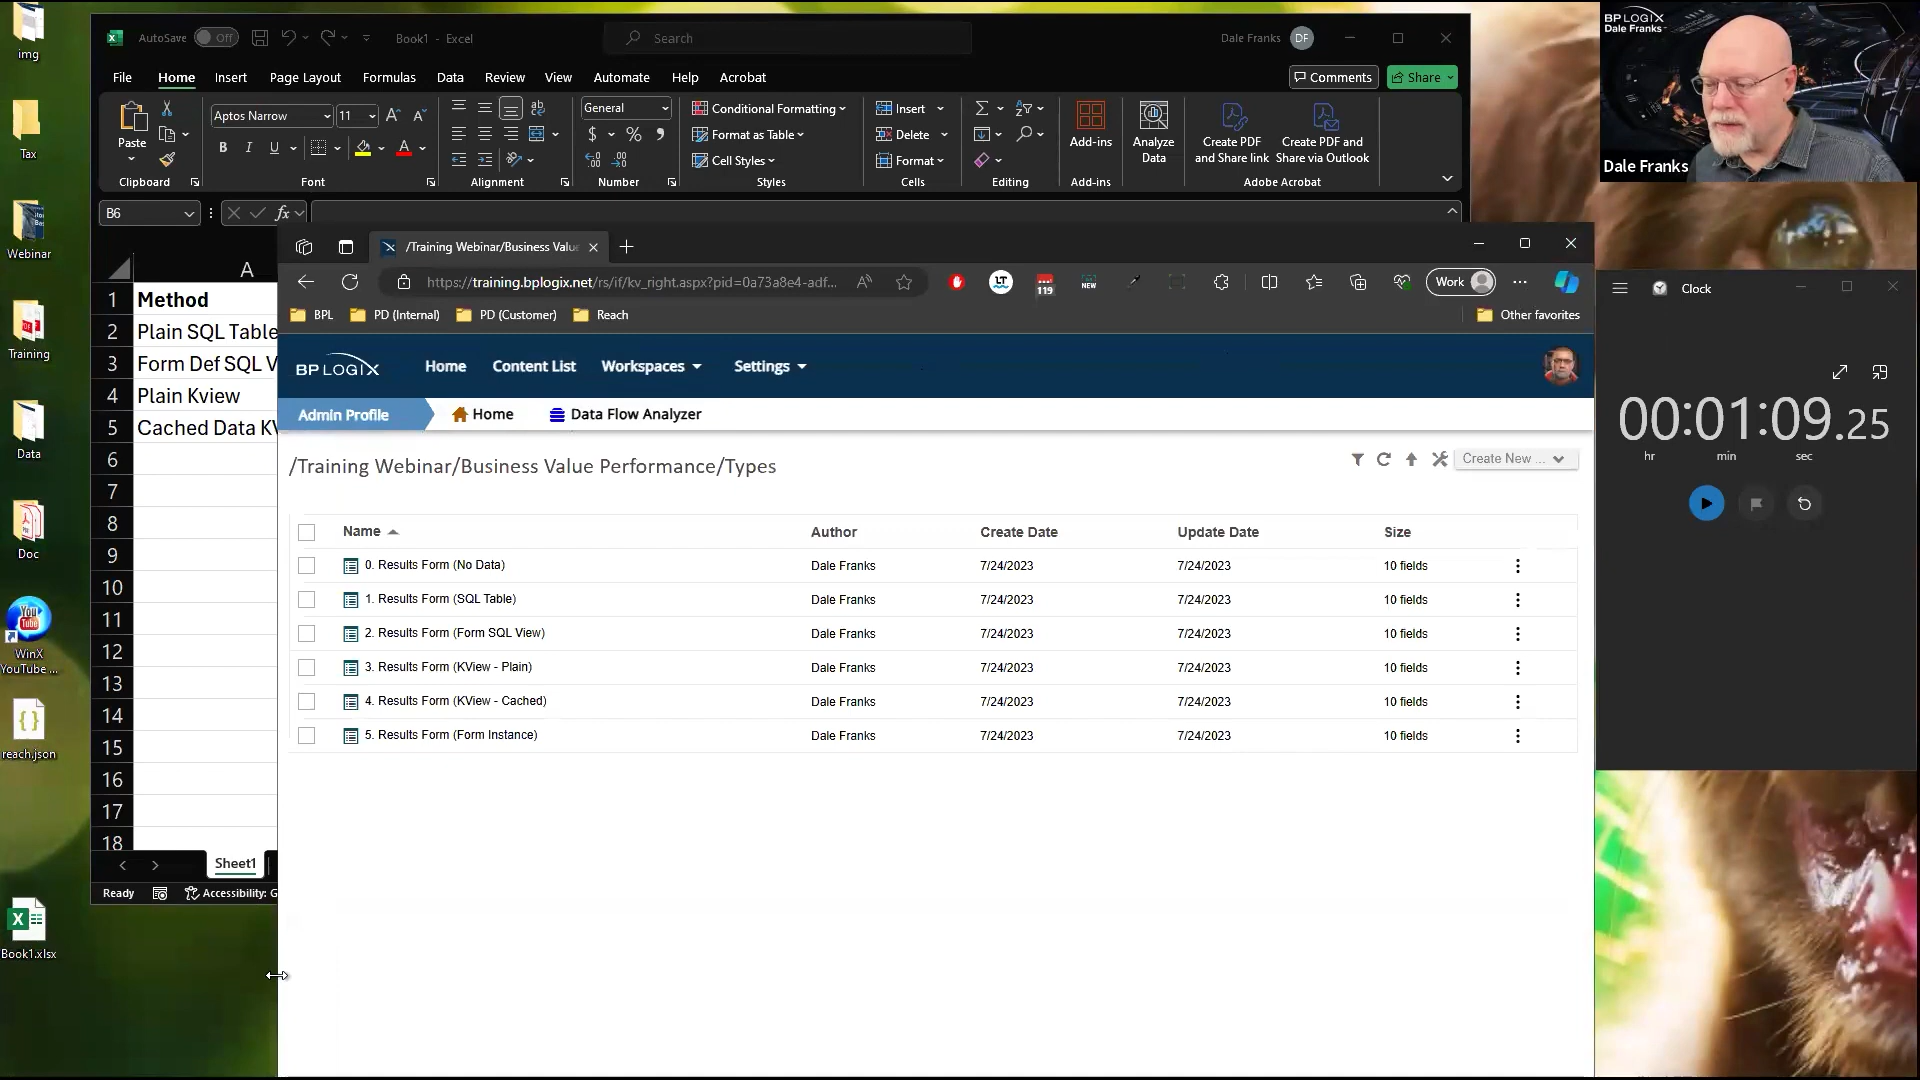 img
Tax
Webinar
Training
Data
Doc
WinX
YouTube ...
reach.json
Book1.xlsx
AutoSave Off
Book1 - Excel
Search
Dale Franks DF
File Home Insert Page Layout Formulas Data Review View Automate Help Acrobat
Comments Share
Paste
Clipboard
Aptos Narrow 11
B I U
Font
ab
Alignment
General
$ % 9
Number
Conditional Formatting
Format as Table
Cell Styles
Styles
Insert
Delete
Format
Cells
Editing
Add-ins
Add-ins
Analyze
Data
Create PDF
and Share link
Create PDF and
Share via Outlook
Adobe Acrobat
B6
fx
A
1 Method
2 Plain SQL Table
3 Form Def SQL V
4 Plain Kview
5 Cached Data KV
6
7
8
9
10
11
12
13
14
15
16
17
18
Sheet1
Ready Accessibility: G
/Training Webinar/Business Value
https://training.bplogix.net/rs/if/kv_right.aspx?pid=0a73a8e4-adf...
LT
119
NEW
Work
BPL PD (Internal) PD (Customer) Reach Other favorites
BP LOGIX
Home Content List Workspaces Settings
Admin Profile Home Data Flow Analyzer
/Training Webinar/Business Value Performance/Types
Create New ...
Name Author Create Date Update Date Size
0. Results Form (No Data) Dale Franks 7/24/2023 7/24/2023 10 fields
1. Results Form (SQL Table) Dale Franks 7/24/2023 7/24/2023 10 fields
2. Results Form (Form SQL View) Dale Franks 7/24/2023 7/24/2023 10 fields
3. Results Form (KView - Plain) Dale Franks 7/24/2023 7/24/2023 10 fields
4. Results Form (KView - Cached) Dale Franks 7/24/2023 7/24/2023 10 fields
5. Results Form (Form Instance) Dale Franks 7/24/2023 7/24/2023 10 fields
BP LOGIX
Dale Franks
Dale Franks
Clock
00:01:09.25
hr min sec